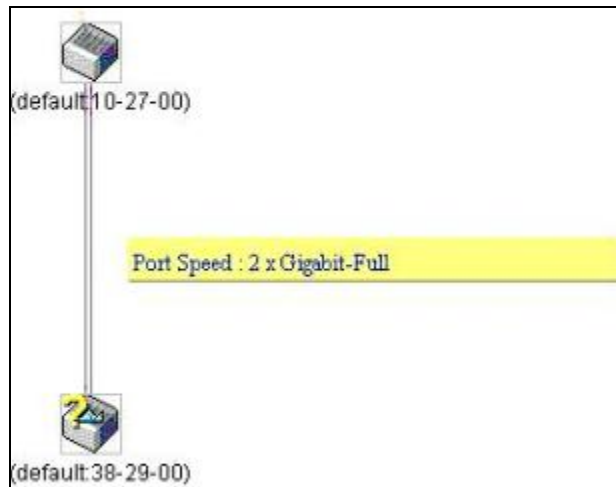 (default:10-27-00)
Port Speed : 2 x Gigabit-Full
(default:38-29-00)